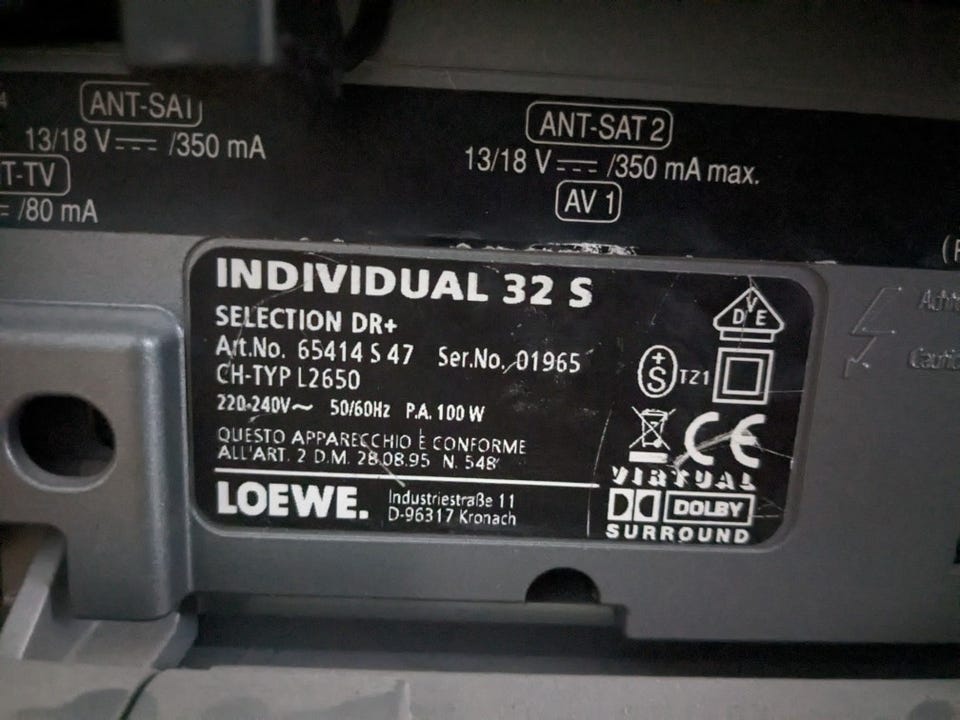 ANT-SAT
13/18 V⎓/350 mA
T-TV
/80 mA
ANT-SAT 2
13/18 V⎓/350 mA max.
AV 1
INDIVIDUAL 32 S
SELECTION DR+
Art.No. 65414 S 47 Ser.No. 01965
CH-TYP L2650
220-240V~ 50/60Hz P.A. 100 W
QUESTO APPARECCHIO È CONFORME
ALL'ART. 2 D.M. 28.08.95 N. 548
LOEWE. Industriestraße 11
D-96317 Kronach
VDE
+S TZ1
CE
VIRTUAL
DOLBY
SURROUND